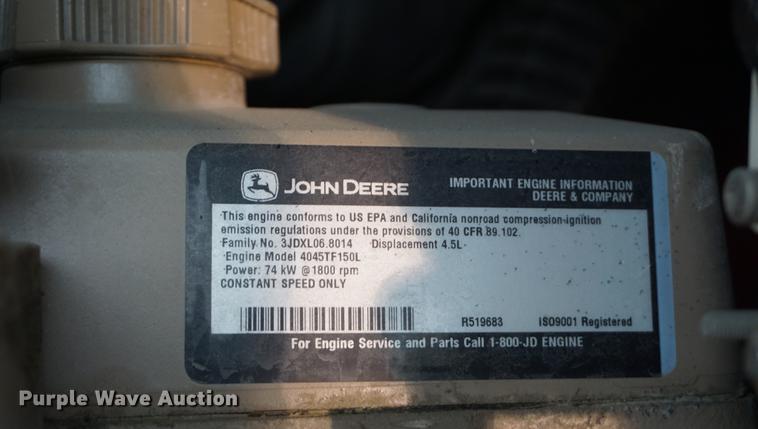 JOHN DEERE
IMPORTANT ENGINE INFORMATION
DEERE & COMPANY
This engine conforms to US EPA and California nonroad compression-ignition
emission regulations under the provisions of 40 CFR 89.102.
Family No. 3JDXL06.8014 Displacement 4.5L
Engine Model 4045TF150L
Power: 74 kW @ 1800 rpm
CONSTANT SPEED ONLY
R519683 ISO9001 Registered
For Engine Service and Parts Call 1-800-JD ENGINE
Purple Wave Auction